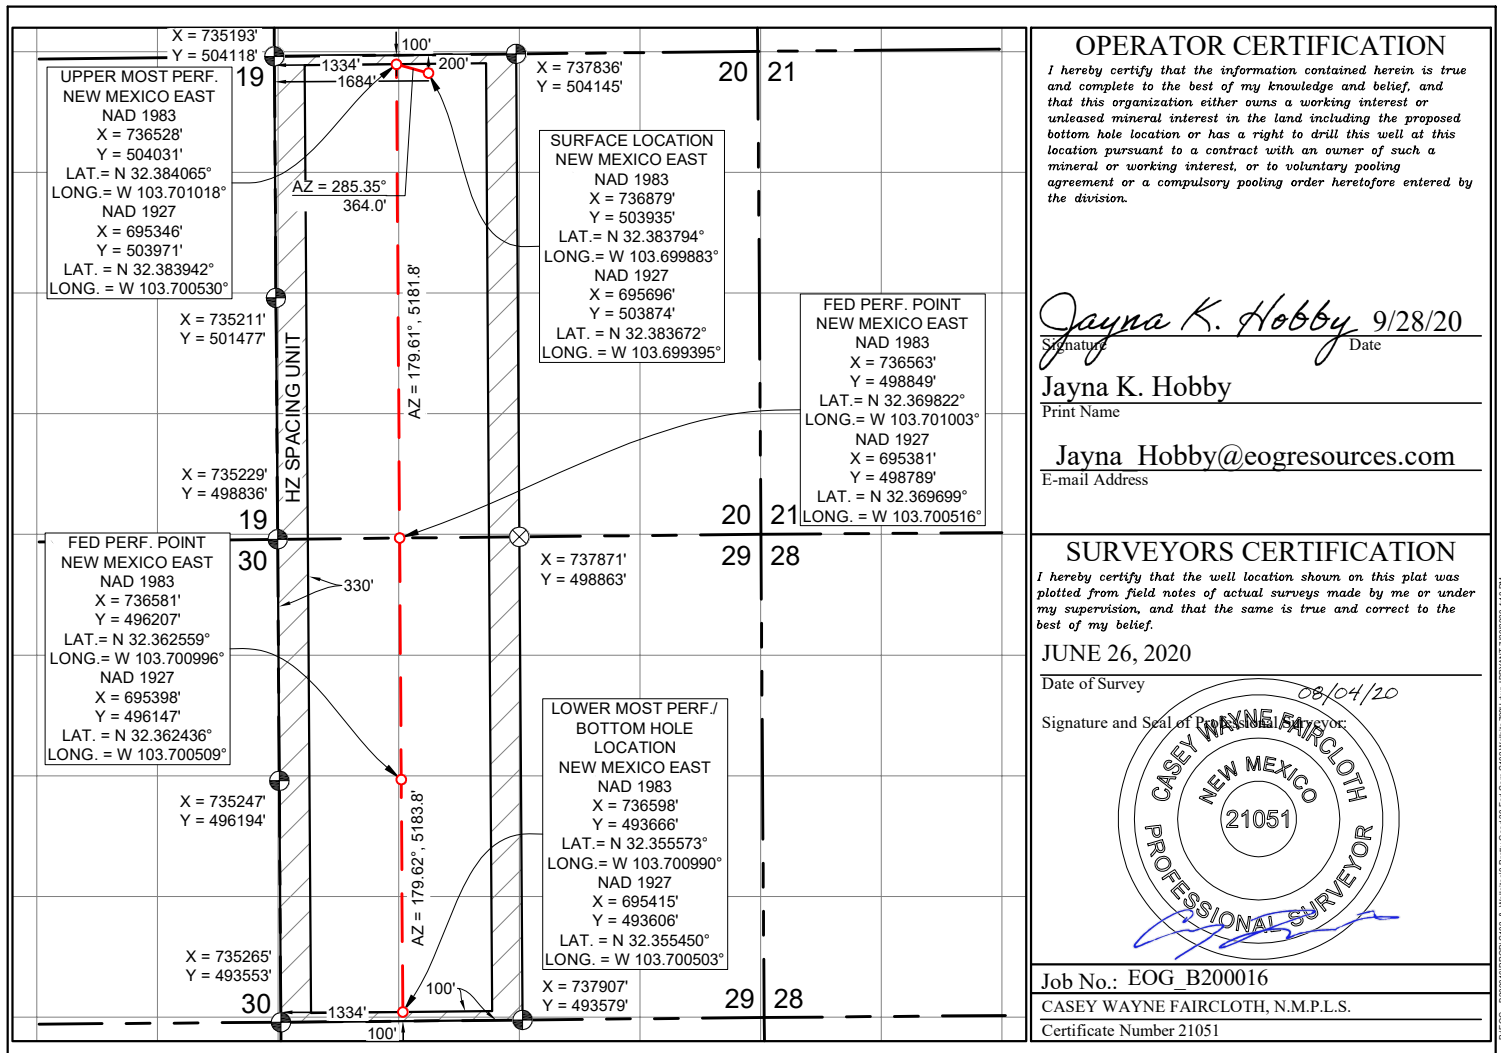 X = 735193'
Y = 504118'
100'
1334'
200'
1684'
19
X = 737836'
Y = 504145'
20
21
UPPER MOST PERF.
NEW MEXICO EAST
NAD 1983
X = 736528'
Y = 504031'
LAT.= N 32.384065°
LONG.= W 103.701018°
NAD 1927
X = 695346'
Y = 503971'
LAT. = N 32.383942°
LONG. = W 103.700530°
AZ = 285.35°
364.0'
SURFACE LOCATION
NEW MEXICO EAST
NAD 1983
X = 736879'
Y = 503935'
LAT.= N 32.383794°
LONG.= W 103.699883°
NAD 1927
X = 695696'
Y = 503874'
LAT. = N 32.383672°
LONG. = W 103.699395°
X = 735211'
Y = 501477'
HZ SPACING UNIT
AZ = 179.61°, 5181.8'
FED PERF. POINT
NEW MEXICO EAST
NAD 1983
X = 736563'
Y = 498849'
LAT.= N 32.369822°
LONG.= W 103.701003°
NAD 1927
X = 695381'
Y = 498789'
LAT. = N 32.369699°
LONG. = W 103.700516°
X = 735229'
Y = 498836'
19
30
20
21
29
28
X = 737871'
Y = 498863'
330'
FED PERF. POINT
NEW MEXICO EAST
NAD 1983
X = 736581'
Y = 496207'
LAT.= N 32.362559°
LONG.= W 103.700996°
NAD 1927
X = 695398'
Y = 496147'
LAT. = N 32.362436°
LONG. = W 103.700509°
X = 735247'
Y = 496194'
AZ = 179.62°, 5183.8'
LOWER MOST PERF./
BOTTOM HOLE
LOCATION
NEW MEXICO EAST
NAD 1983
X = 736598'
Y = 493666'
LAT.= N 32.355573°
LONG.= W 103.700990°
NAD 1927
X = 695415'
Y = 493606'
LAT. = N 32.355450°
LONG. = W 103.700503°
X = 735265'
Y = 493553'
30
1334'
100'
100'
X = 737907'
Y = 493579'
29
28
OPERATOR CERTIFICATION
I hereby certify that the information contained herein is true
and complete to the best of my knowledge and belief, and
that this organization either owns a working interest or
unleased mineral interest in the land including the proposed
bottom hole location or has a right to drill this well at this
location pursuant to a contract with an owner of such a
mineral or working interest, or to voluntary pooling
agreement or a compulsory pooling order heretofore entered by
the division.
Jayna K. Hobby 9/28/20
Signature Date
Jayna K. Hobby
Print Name
Jayna_Hobby@eogresources.com
E-mail Address
SURVEYORS CERTIFICATION
I hereby certify that the well location shown on this plat was
plotted from field notes of actual surveys made by me or under
my supervision, and that the same is true and correct to the
best of my belief.
JUNE 26, 2020
Date of Survey
08/04/20
Signature and Seal of Professional Surveyor:
CASEY WAYNE FAIRCLOTH
NEW MEXICO
21051
PROFESSIONAL SURVEYOR
Job No.: EOG_B200016
CASEY WAYNE FAIRCLOTH, N.M.P.L.S.
Certificate Number 21051